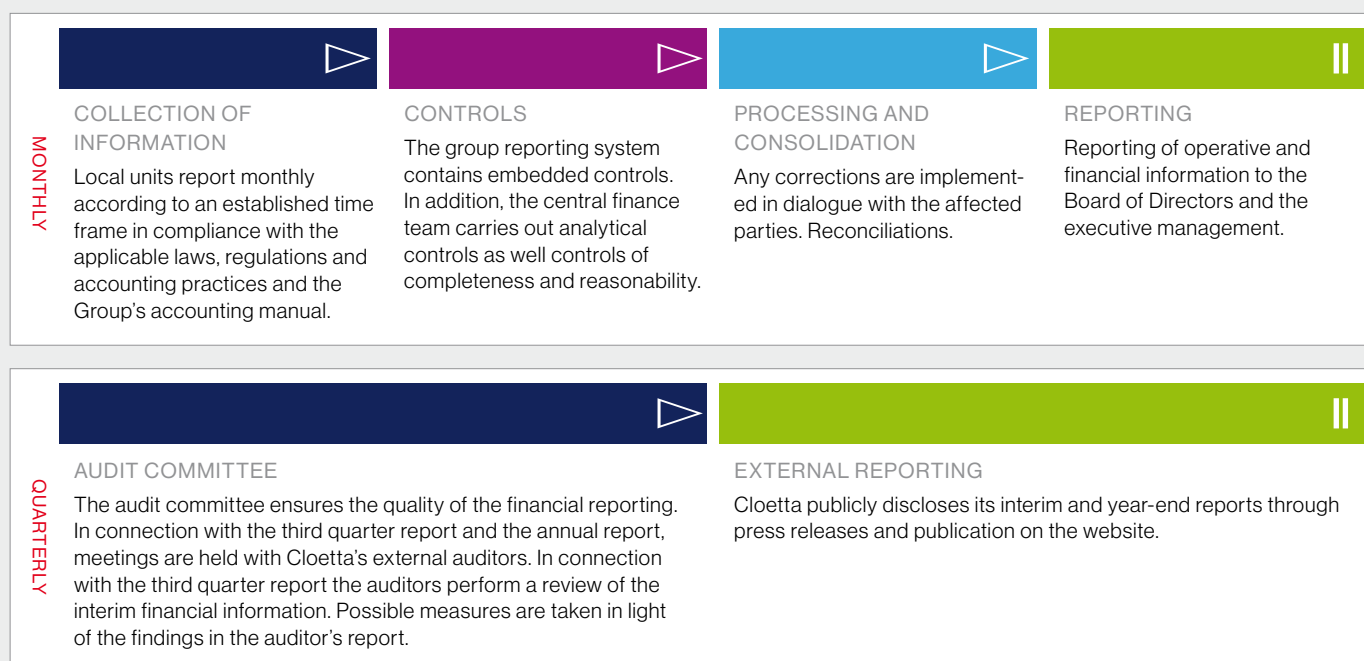 MONTHLY
COLLECTION OF
INFORMATION
Local units report monthly
according to an established time
frame in compliance with the
applicable laws, regulations and
accounting practices and the
Group’s accounting manual.
CONTROLS
The group reporting system
contains embedded controls.
In addition, the central finance
team carries out analytical
controls as well controls of
completeness and reasonability.
PROCESSING AND
CONSOLIDATION
Any corrections are implement-
ed in dialogue with the affected
parties. Reconciliations.
REPORTING
Reporting of operative and
financial information to the
Board of Directors and the
executive management.
QUARTERLY
AUDIT COMMITTEE
The audit committee ensures the quality of the financial reporting.
In connection with the third quarter report and the annual report,
meetings are held with Cloetta’s external auditors. In connection
with the third quarter report the auditors perform a review of the
interim financial information. Possible measures are taken in light
of the findings in the auditor’s report.
EXTERNAL REPORTING
Cloetta publicly discloses its interim and year-end reports through
press releases and publication on the website.